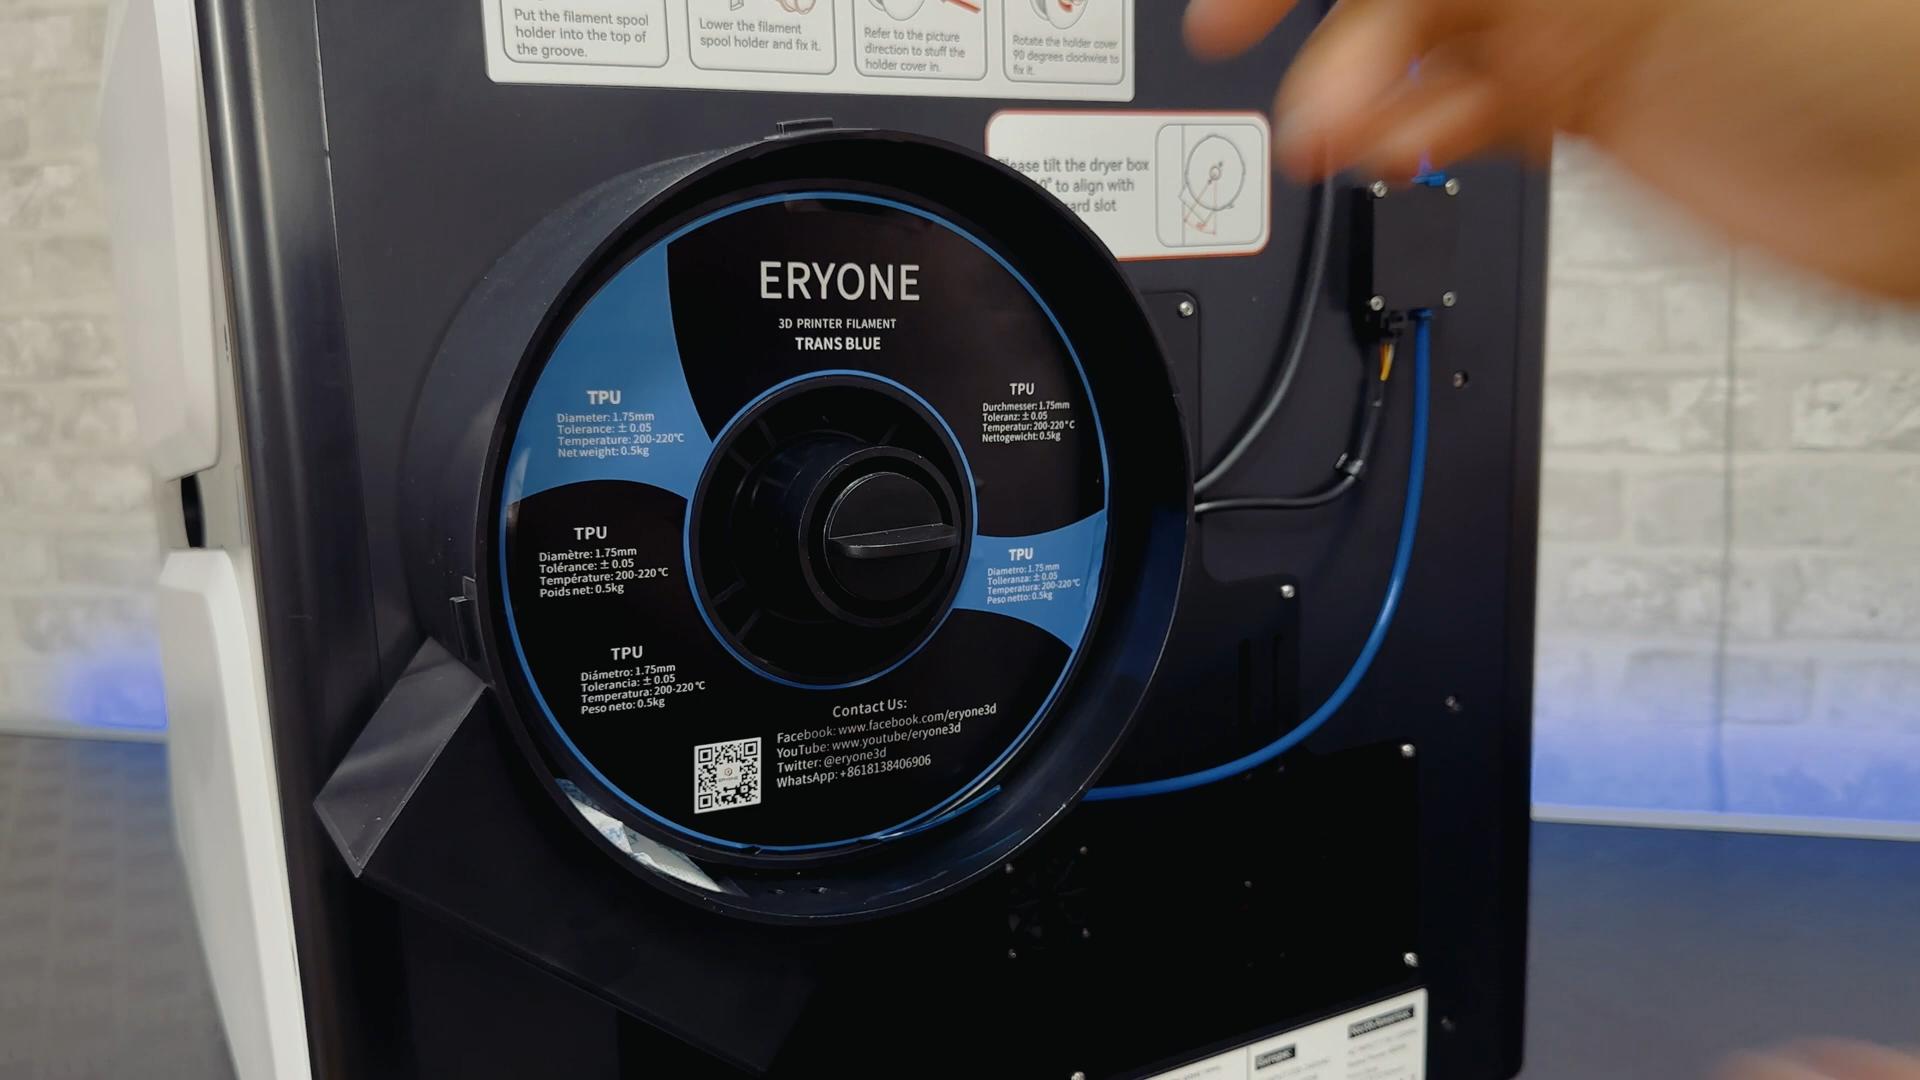 Put the filament spool
holder into the top of
the groove.
Lower the filament
spool holder and fix it.
Refer to the picture
direction to stuff the
holder cover in.
Rotate the holder cover
90 degrees clockwise to
fix it.
tilt the dryer box
to align with
slot
ERYONE
3D PRINTER FILAMENT
TRANS BLUE
TPU
Diameter: 1.75mm
Tolerance: ± 0.05
Temperature: 200-220℃
Net weight: 0.5kg
TPU
Durchmesser: 1.75mm
Toleranz: ± 0.05
Temperatur: 200-220℃
Nettogewicht: 0.5kg
TPU
Diamètre: 1.75mm
Tolérance: ± 0.05
Température: 200-220℃
Poids net: 0.5kg
TPU
Diametro: 1.75mm
Tolleranza: ± 0.05
Temperatura: 200-220℃
Peso netto: 0.5kg
TPU
Diámetro: 1.75mm
Tolerancia: ± 0.05
Temperatura: 200-220℃
Peso neto: 0.5kg
Contact Us:
Facebook: www.facebook.com/eryone3d
YouTube: www.youtube/eryone3d
Twitter: @eryone3d
WhatsApp: +8618138406906